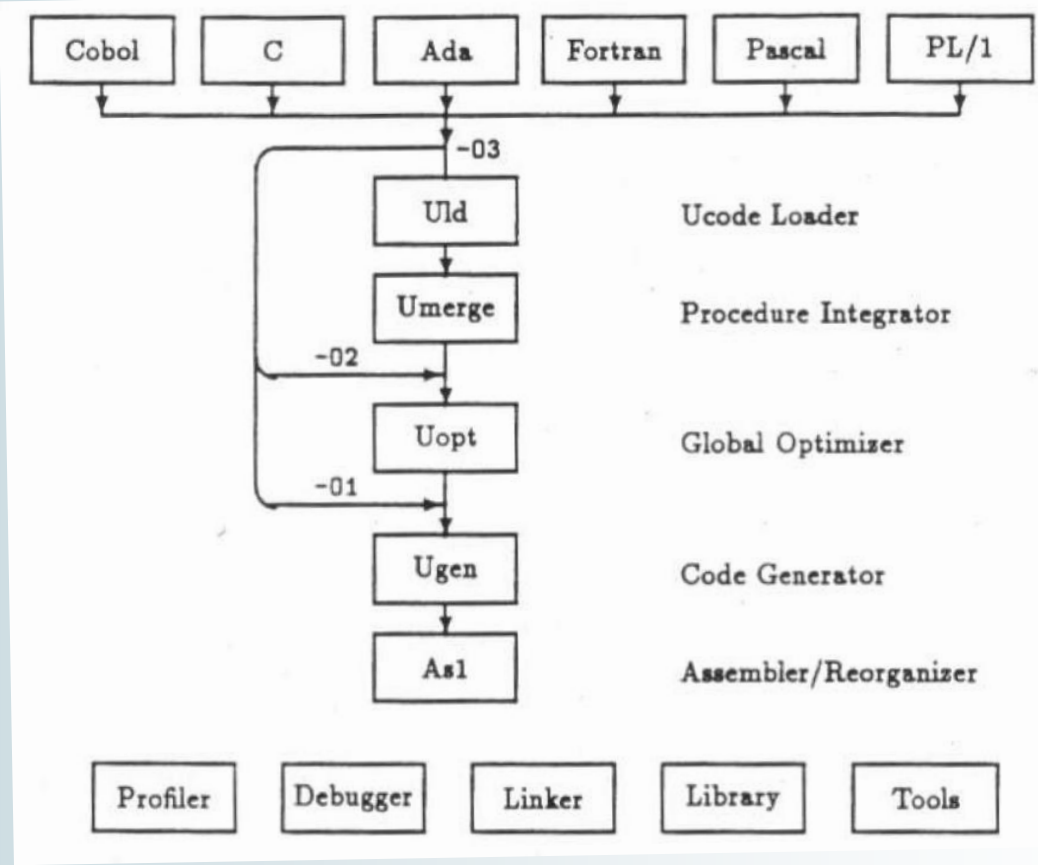 Cobol C Ada Fortran Pascal PL/1
-O3
Uld Ucode Loader
Umerge Procedure Integrator
-O2
Uopt Global Optimizer
-O1
Ugen Code Generator
As1 Assembler/Reorganizer
Profiler Debugger Linker Library Tools